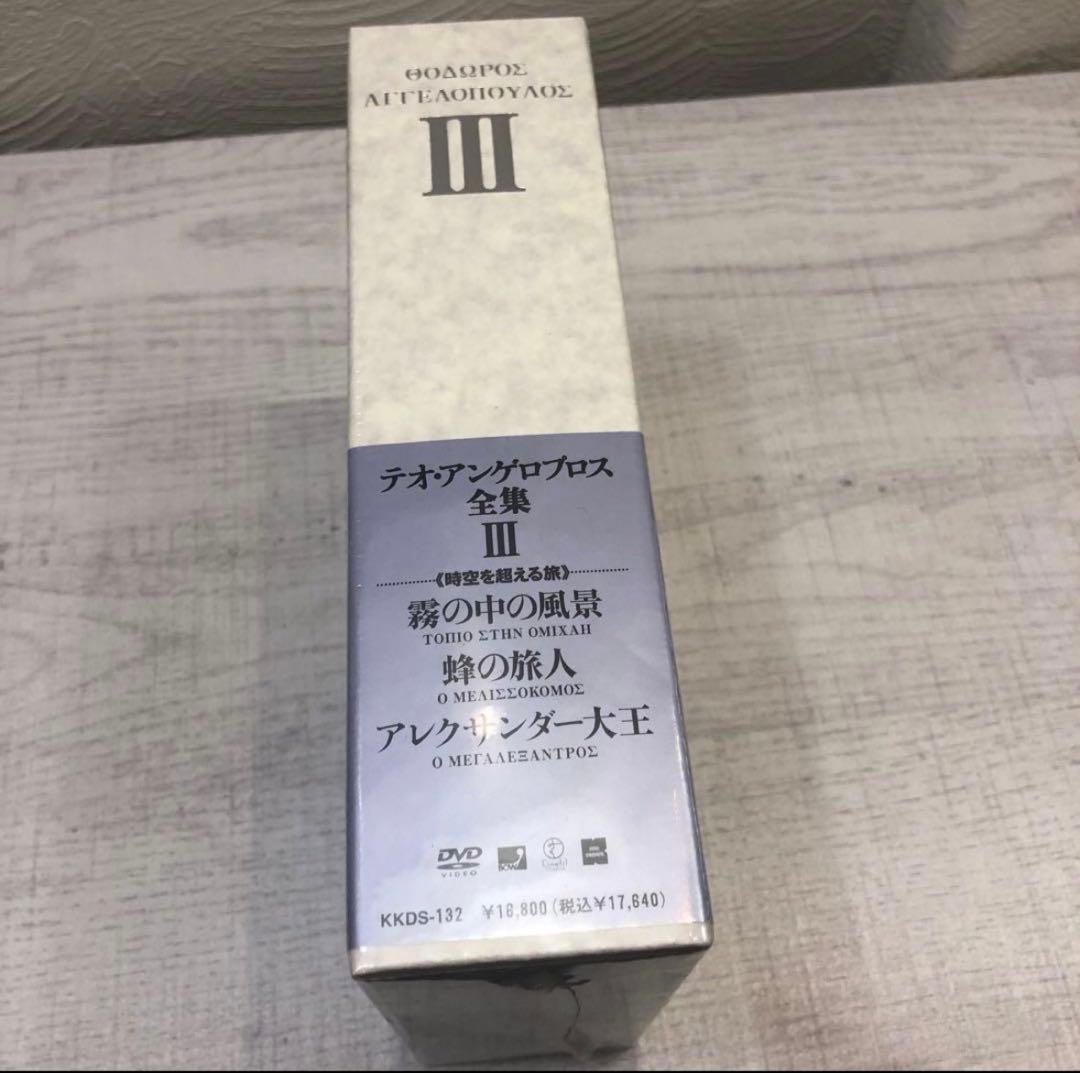 ΘΟΔΩΡΟΣ
ΑΓΓΕΛΟΠΟΥΛΟΣ
III
テオ・アンゲロプロス
全集
III
《時空を超える旅》
霧の中の風景
ΤΟΠΙΟ ΣΤΗΝ ΟΜΙΧΛΗ
蜂の旅人
Ο ΜΕΛΙΣΣΟΚΟΜΟΣ
アレクサンダー大王
Ο ΜΕΓΑΛΕΞΑΝΤΡΟΣ
DVD
VIDEO
BOW
KKDS-132 ¥16,800(税込¥17,640)